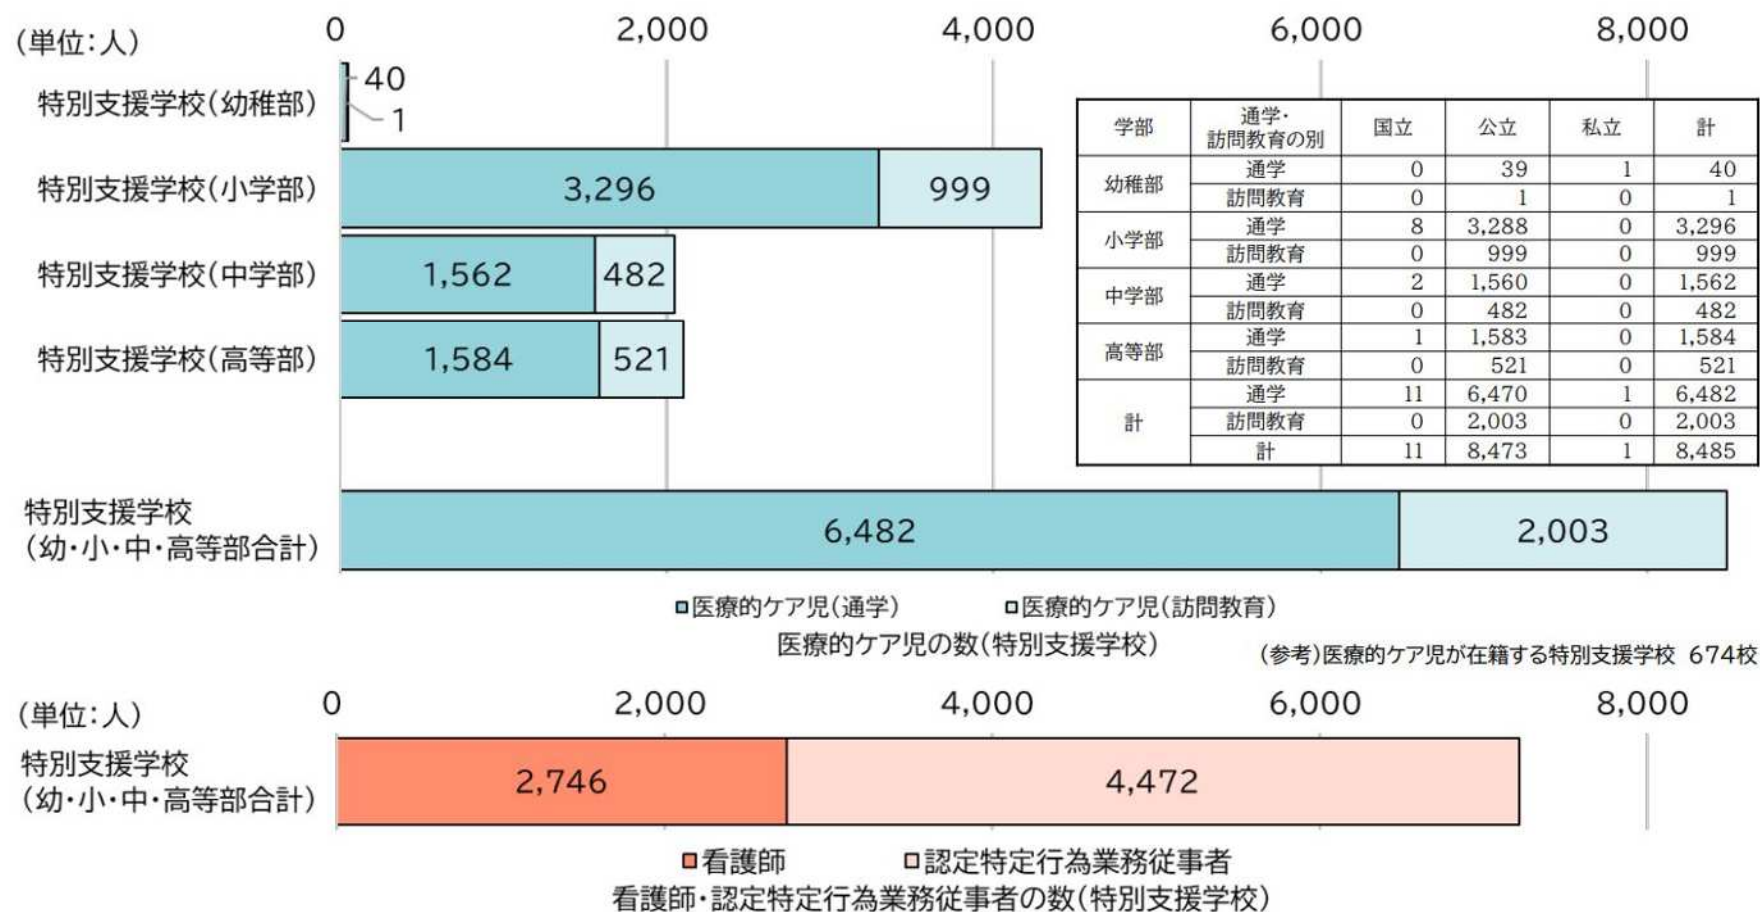 (単位:人)
0 2,000 4,000 6,000 8,000
特別支援学校(幼稚部)
40
1
特別支援学校(小学部)
3,296 999
特別支援学校(中学部)
1,562 482
特別支援学校(高等部)
1,584 521
特別支援学校
(幼・小・中・高等部合計)
6,482 2,003
学部 通学・訪問教育の別 国立 公立 私立 計
幼稚部 通学 0 39 1 40
訪問教育 0 1 0 1
小学部 通学 8 3,288 0 3,296
訪問教育 0 999 0 999
中学部 通学 2 1,560 0 1,562
訪問教育 0 482 0 482
高等部 通学 1 1,583 0 1,584
訪問教育 0 521 0 521
計 通学 11 6,470 1 6,482
訪問教育 0 2,003 0 2,003
計 11 8,473 1 8,485
医療的ケア児(通学) 医療的ケア児(訪問教育)
医療的ケア児の数(特別支援学校)
(参考)医療的ケア児が在籍する特別支援学校 674校
(単位:人)
0 2,000 4,000 6,000 8,000
特別支援学校
(幼・小・中・高等部合計)
2,746 4,472
看護師 認定特定行為業務従事者
看護師・認定特定行為業務従事者の数(特別支援学校)